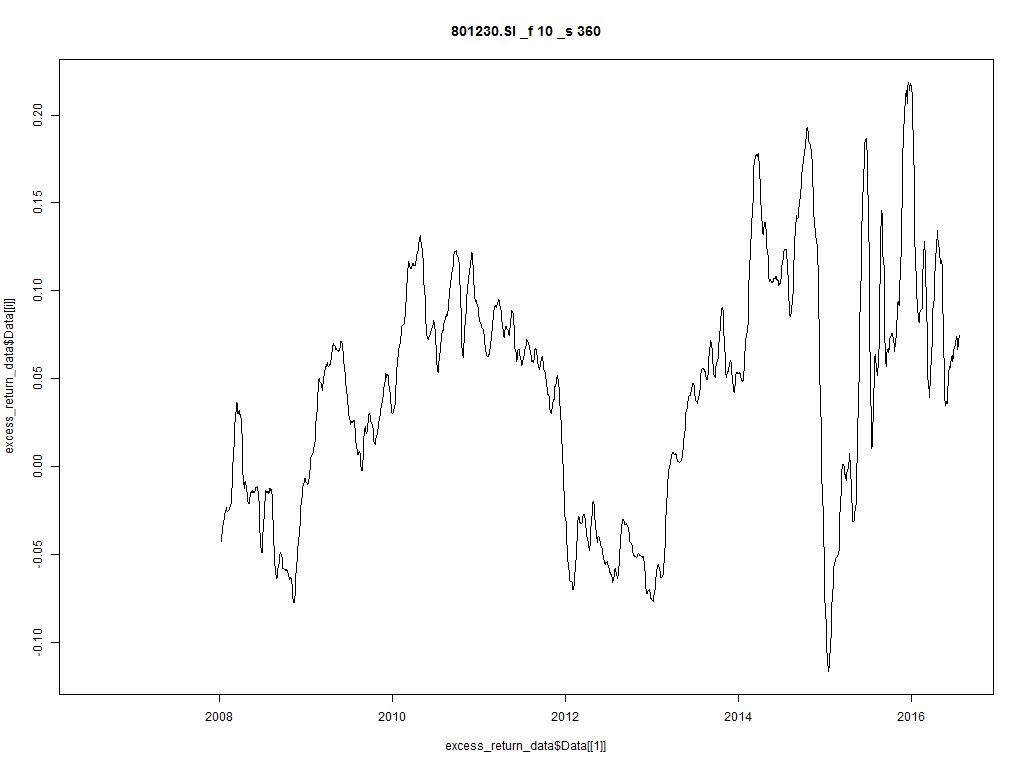 801230.SI _f 10 _s 360
excess_return_data$Data[[i]]
0.20
0.15
0.10
0.05
0.00
-0.05
-0.10
2008 2010 2012 2014 2016
excess_return_data$Data[[1]]